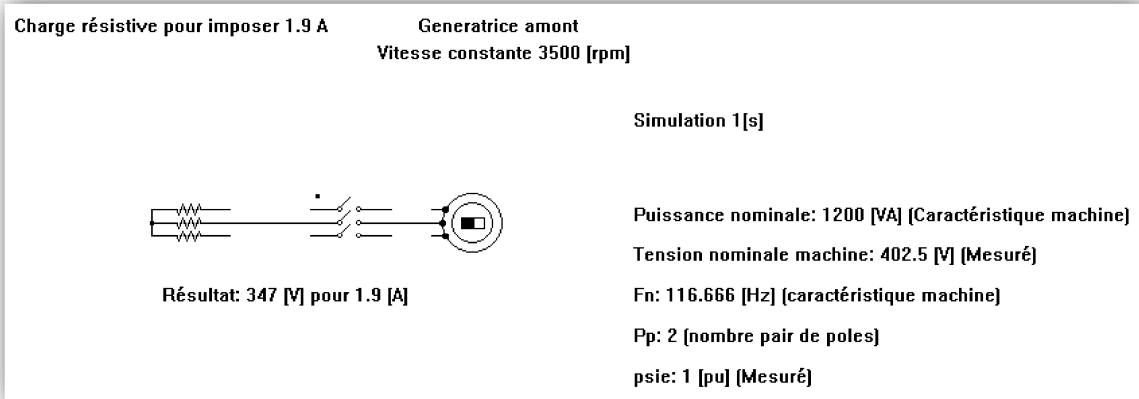 Charge résistive pour imposer 1.9 A
Géneratrice amont
Vitesse constante 3500 [rpm]
Simulation 1[s]
Puissance nominale: 1200 [VA] (Caractéristique machine)
Tension nominale machine: 402.5 [V] (Mesuré)
Résultat: 347 [V] pour 1.9 [A]
Fn: 116.666 [Hz] (caractéristique machine)
Pp: 2 (nombre pair de poles)
psie: 1 [pu] (Mesuré)